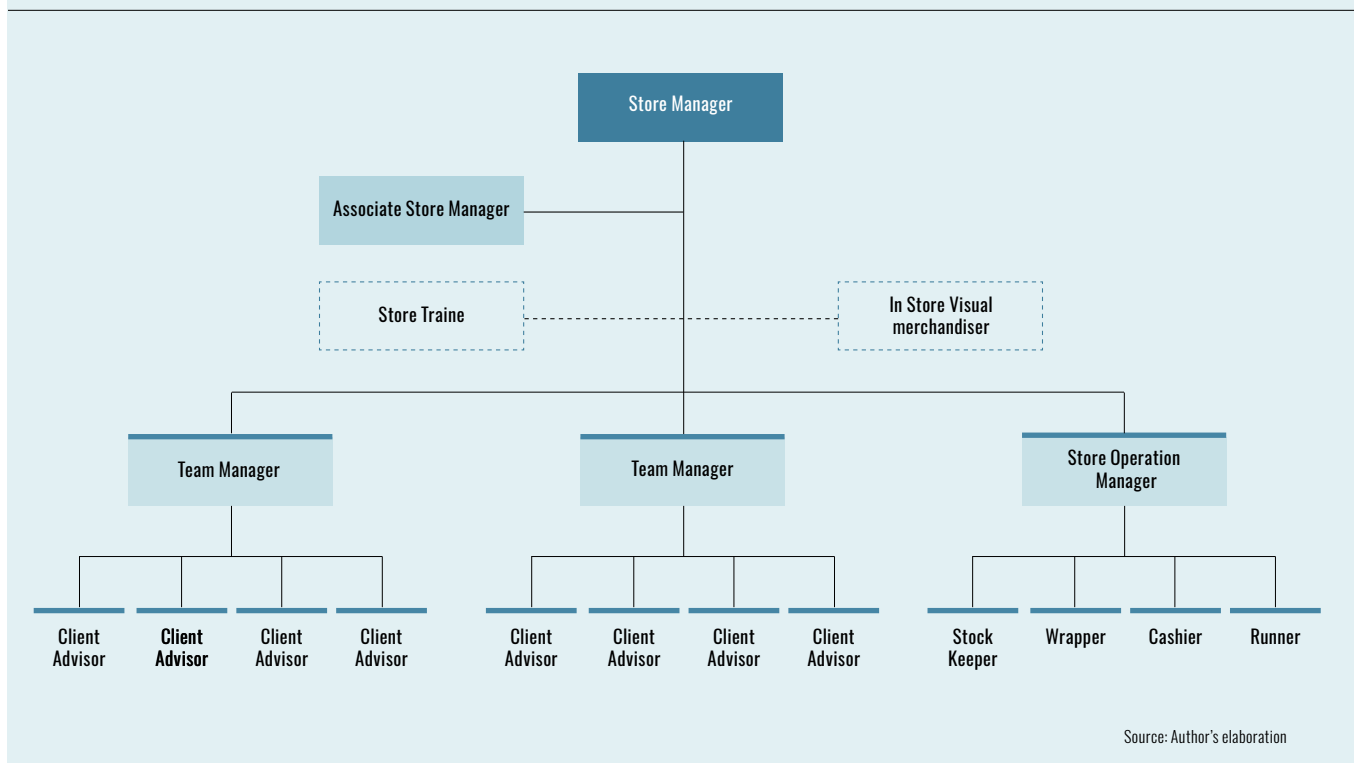 Store Manager
Associate Store Manager
Store Traine
In Store Visual
merchandiser
Team Manager
Team Manager
Store Operation
Manager
Client
Advisor
Client
Advisor
Client
Advisor
Client
Advisor
Client
Advisor
Client
Advisor
Client
Advisor
Client
Advisor
Stock
Keeper
Wrapper
Cashier
Runner
Source: Author's elaboration